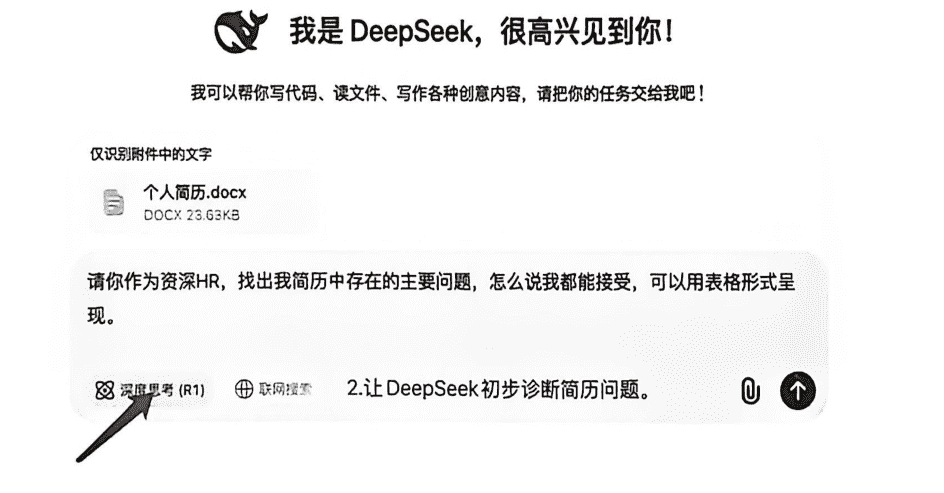 我是 DeepSeek，很高兴见到你！
我可以帮你写代码、读文件、写作各种创意内容，请把你的任务交给我吧！
仅识别附件中的文字
个人简历.docx
DOCX 23.63KB
请你作为资深HR，找出我简历中存在的主要问题，怎么说我都能接受，可以用表格形式呈
现。
深度思考 (R1) 联网搜索 2.让DeepSeek初步诊断简历问题。